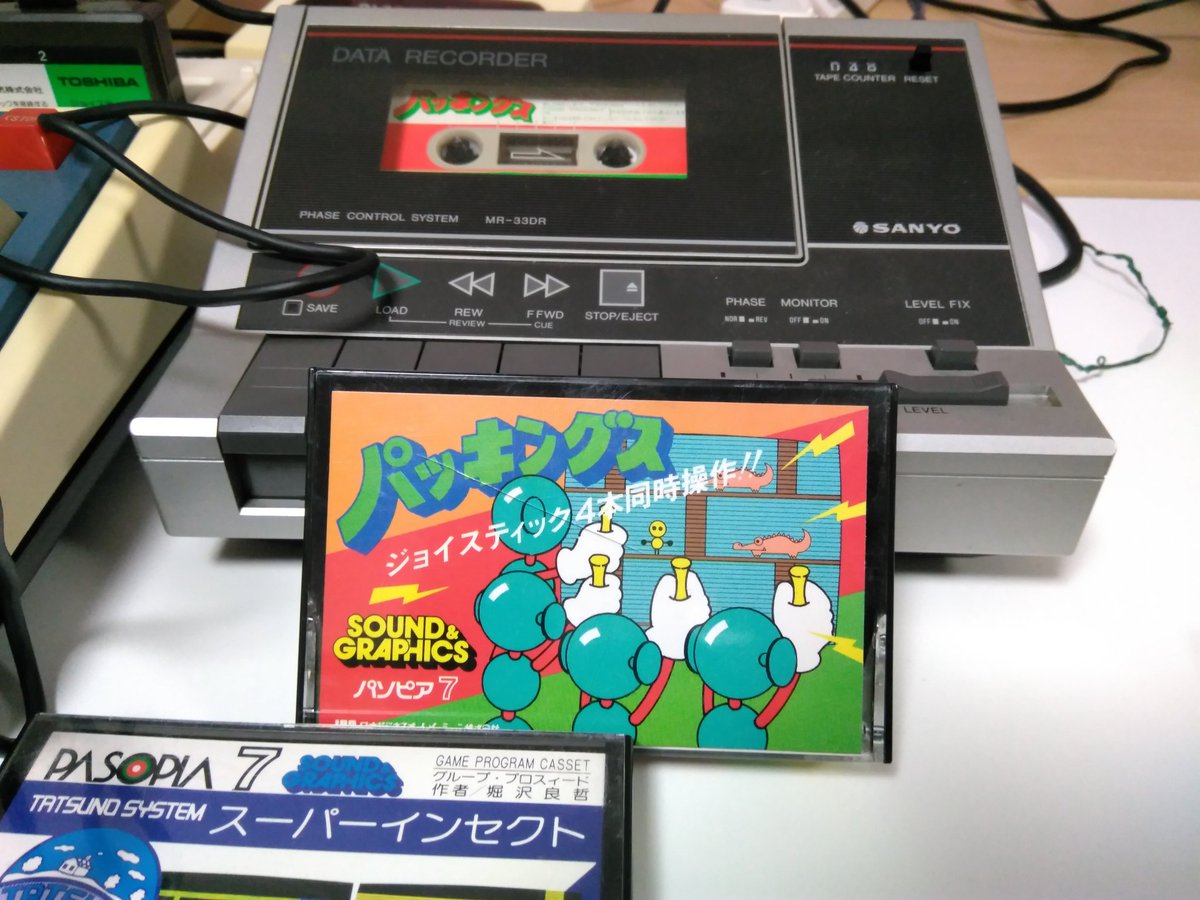 2
TOSHIBA
株式会社
DATA RECORDER
パッキングス
048
TAPE COUNTER RESET
PHASE CONTROL SYSTEM MR-33DR
SANYO
SAVE
LOAD
REW
FFWD
STOP/EJECT
REVIEW
CUE
PHASE
MONITOR
LEVEL FIX
NOR REV
OFF ON
OFF ON
LEVEL
パッキングス
ジョイスティック4本同時操作!!
SOUND &
GRAPHICS
パソピア7
PASOPIA 7
SOUND &
GRAPHICS
GAME PROGRAM CASSET
グループ・プロスィード
作者/堀沢良哲
TATSUNO SYSTEM スーパーインセクト